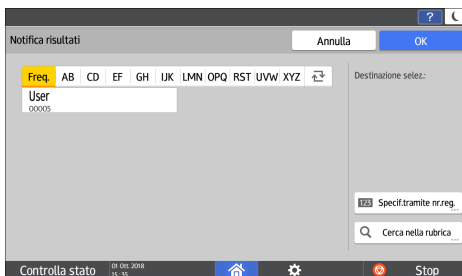 ?
Notifica risultati
Annulla
OK
Freq. AB CD EF GH IJK LMN OPQ RST UVW XYZ
Destinazione selez.:
User
00005
123 Specif.tramite nr.reg.
...
Cerca nella rubrica
...
Controlla stato
01 Ott. 2018
15:35
Stop